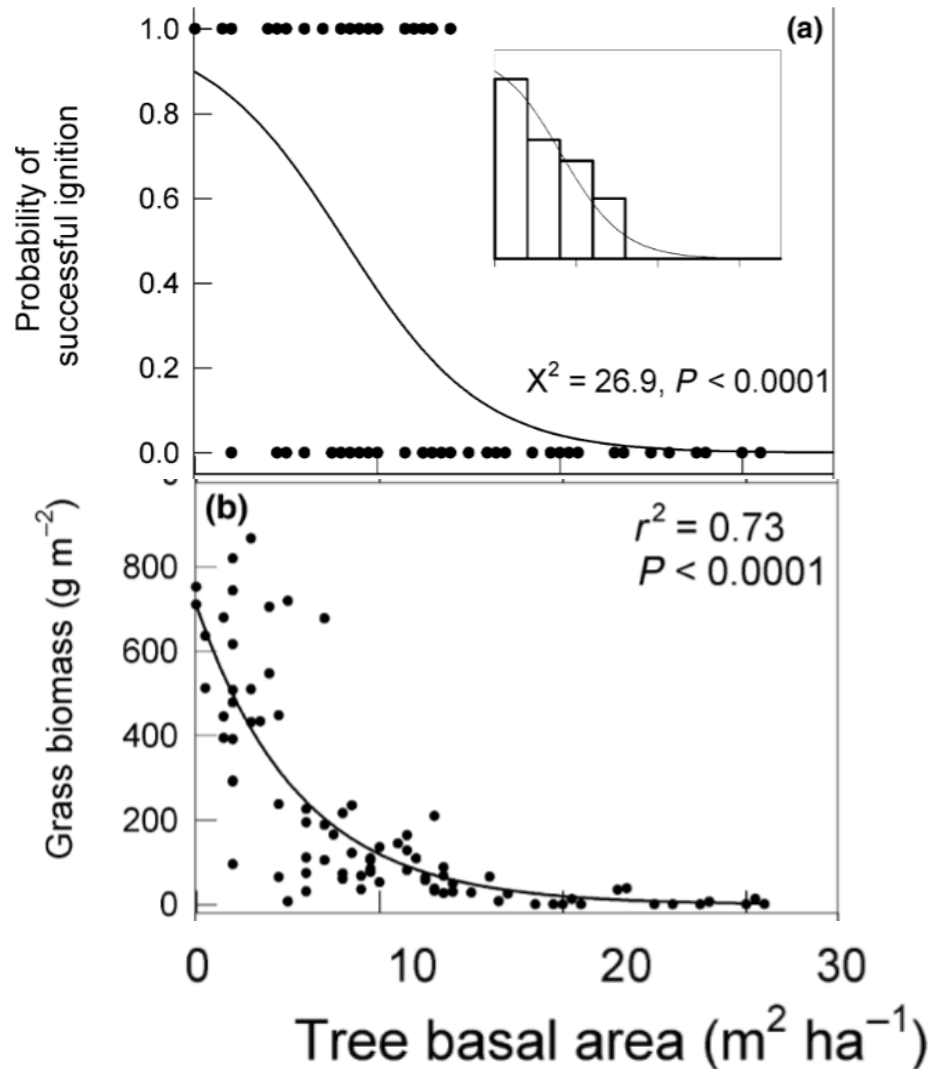 (a)
1.0
0.8
0.6
0.4
0.2
0.0
Probability of
successful ignition
X² = 26.9, P < 0.0001
(b)
r² = 0.73
P < 0.0001
800
600
400
200
0
Grass biomass (g m⁻²)
0 10 20 30
Tree basal area (m² ha⁻¹)